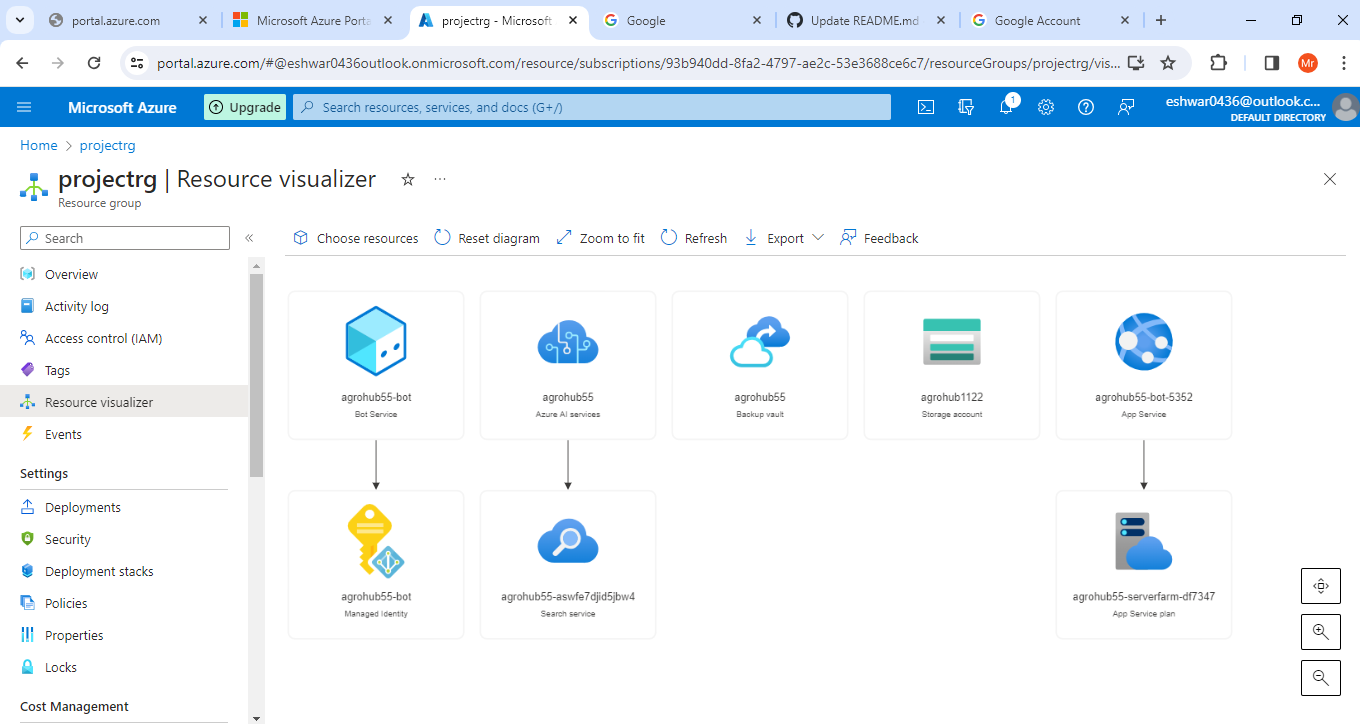 portal.azure.com
Microsoft Azure Porta
projectrg - Microsoft
Google
Update README.md
Google Account
portal.azure.com/#@eshwar0436outlook.onmicrosoft.com/resource/subscriptions/93b940dd-8fa2-4797-ae2c-53e3688ce6c7/resourceGroups/projectrg/vis...
Mr
Microsoft Azure
Upgrade
Search resources, services, and docs (G+/)
1
eshwar0436@outlook.c...
DEFAULT DIRECTORY
Home > projectrg
projectrg | Resource visualizer
Resource group
Search
Choose resources
Reset diagram
Zoom to fit
Refresh
Export
Feedback
Overview
Activity log
Access control (IAM)
Tags
Resource visualizer
Events
Settings
Deployments
Security
Deployment stacks
Policies
Properties
Locks
Cost Management
agrohub55-bot
Bot Service
agrohub55
Azure AI services
agrohub55
Backup vault
agrohub1122
Storage account
agrohub55-bot-5352
App Service
agrohub55-bot
Managed Identity
agrohub55-aswfe7djid5jbw4
Search service
agrohub55-serverfarm-df7347
App Service plan